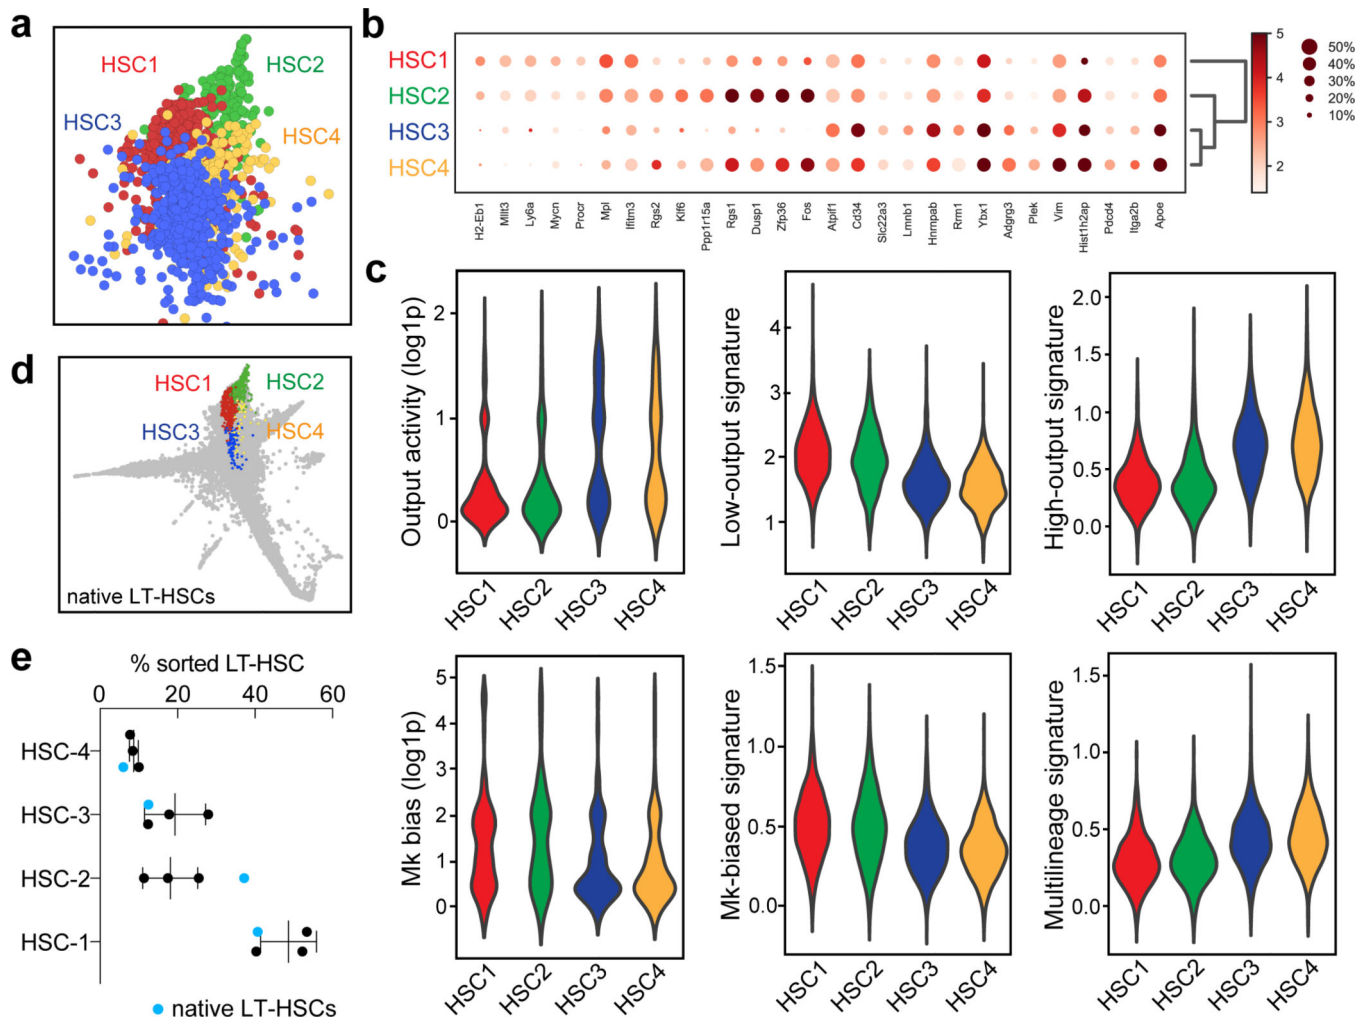 a
HSC1
HSC2
HSC3
HSC4
b
HSC1
HSC2
HSC3
HSC4
H2-Eb1
Mllt3
Ly6a
Mycn
Procr
Mpl
Ifitm3
Rgs2
Klf6
Ppp1r15a
Rgs1
Dusp1
Zfp36
Fos
Atpif1
Cd34
Slc22a3
Lmnb1
Hnrnpab
Rrm1
Ybx1
Adgrg3
Plek
Vim
Hist1h2ap
Pdcd4
Itga2b
Apoe
5
4
3
2
50%
40%
30%
20%
10%
c
Output activity (log1p)
2
1
0
HSC1 HSC2 HSC3 HSC4
Low-output signature
4
3
2
1
HSC1 HSC2 HSC3 HSC4
High-output signature
2.0
1.5
1.0
0.5
0.0
HSC1 HSC2 HSC3 HSC4
d
HSC1
HSC2
HSC3
HSC4
native LT-HSCs
e
% sorted LT-HSC
0 20 40 60
HSC-4
HSC-3
HSC-2
HSC-1
native LT-HSCs
Mk bias (log1p)
5
4
3
2
1
0
HSC1 HSC2 HSC3 HSC4
Mk-biased signature
1.5
1.0
0.5
0.0
HSC1 HSC2 HSC3 HSC4
Multilineage signature
1.5
1.0
0.5
0.0
HSC1 HSC2 HSC3 HSC4